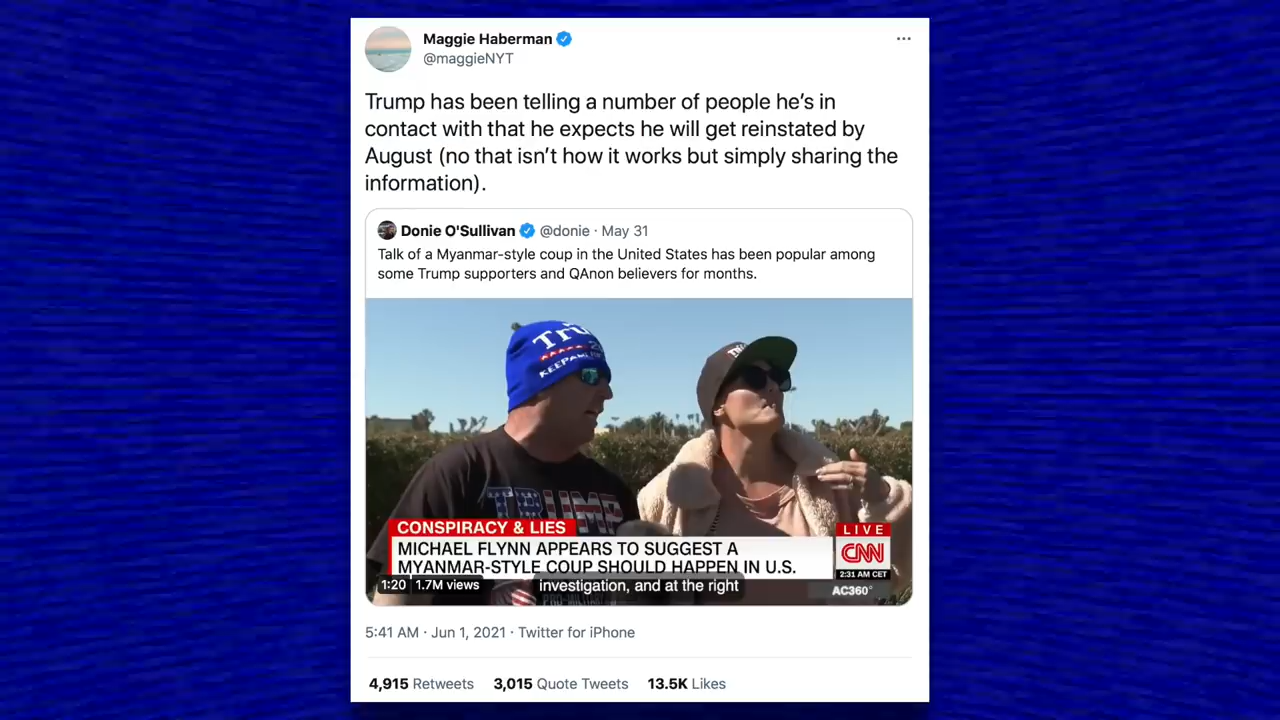 Maggie Haberman
@maggieNYT
Trump has been telling a number of people he's in
contact with that he expects he will get reinstated by
August (no that isn't how it works but simply sharing the
information).
Donie O'Sullivan @donie · May 31
Talk of a Myanmar-style coup in the United States has been popular among
some Trump supporters and QAnon believers for months.
TRUMP
CONSPIRACY & LIES
MICHAEL FLYNN APPEARS TO SUGGEST A
MYANMAR-STYLE COUP SHOULD HAPPEN IN U.S.
LIVE
CNN
2:31 AM CET
AC360°
1:20 1.7M views
investigation, and at the right
5:41 AM · Jun 1, 2021 · Twitter for iPhone
4,915 Retweets 3,015 Quote Tweets 13.5K Likes